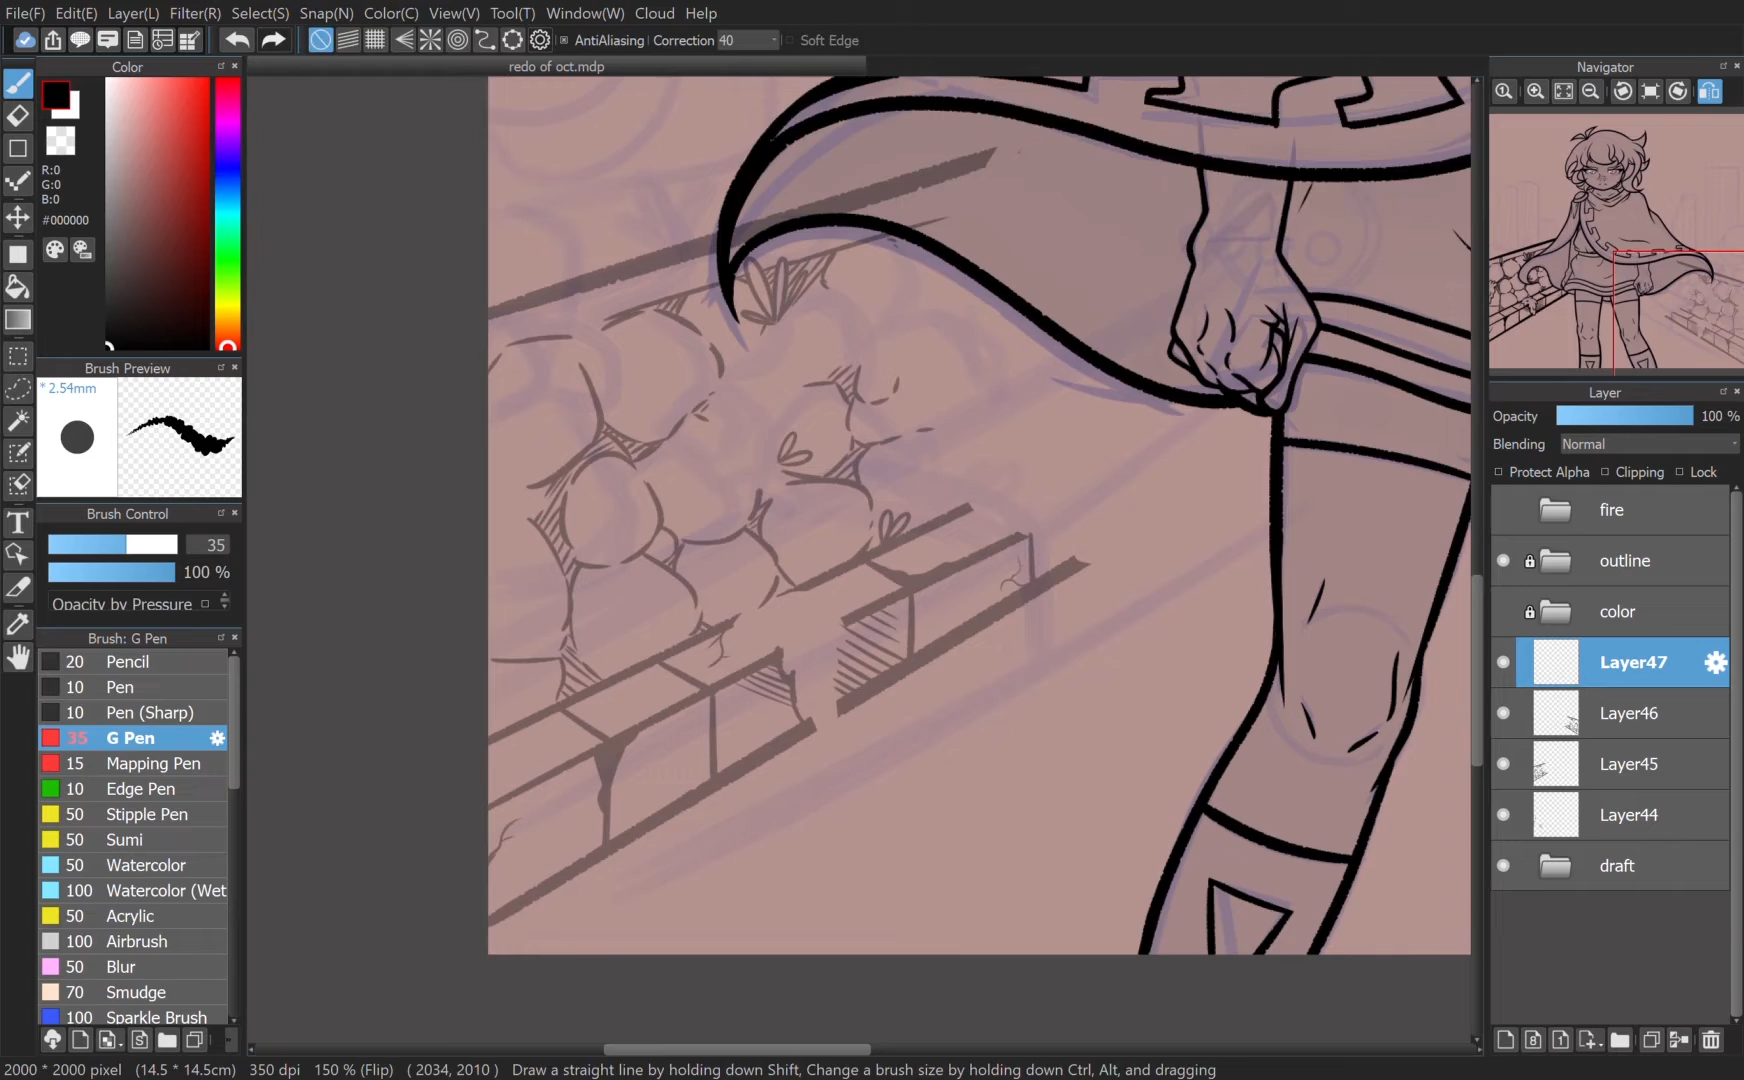 File(F) Edit(E) Layer(L) Filter(R) Select(S) Snap(N) Color(C) View(V) Tool(T) Window(W) Cloud Help
AntiAliasing Correction 40 Soft Edge
Color
redo of oct.mdp
Navigator
R:0
G:0
B:0
#000000
Brush Preview
* 2.54mm
Brush Control
35
100 %
Opacity by Pressure
Brush: G Pen
20 Pencil
10 Pen
10 Pen (Sharp)
35 G Pen
15 Mapping Pen
10 Edge Pen
50 Stipple Pen
50 Sumi
50 Watercolor
100 Watercolor (Wet
50 Acrylic
100 Airbrush
50 Blur
70 Smudge
100 Sparkle Brush
Layer
Opacity 100 %
Blending Normal
Protect Alpha Clipping Lock
fire
outline
color
Layer47
Layer46
Layer45
Layer44
draft
2000 * 2000 pixel (14.5 * 14.5cm) 350 dpi 150 % (Flip) ( 2034, 2010 ) Draw a straight line by holding down Shift, Change a brush size by holding down Ctrl, Alt, and dragging